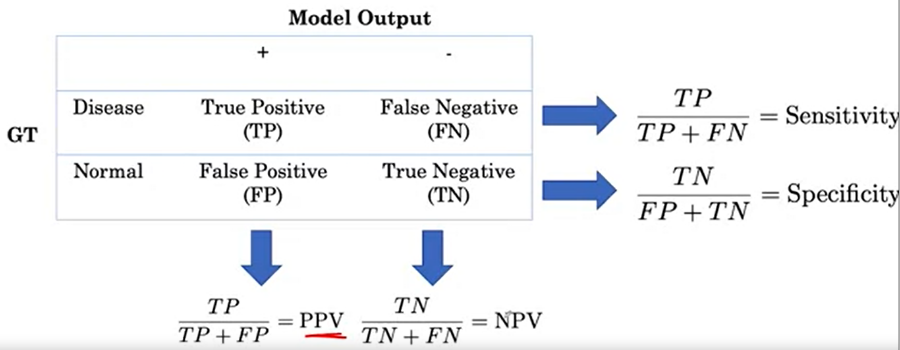 Model Output
+ -
Disease True Positive (TP) False Negative (FN)
GT
Normal False Positive (FP) True Negative (TN)
TP / TP + FN = Sensitivity
TN / FP + TN = Specificity
TP / TP + FP = PPV
TN / TN + FN = NPV